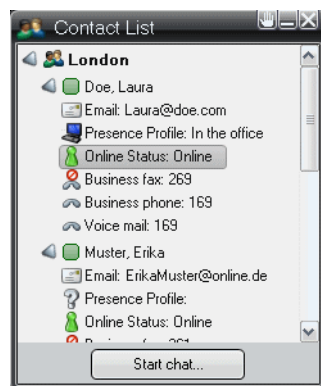 Contact List
London
Doe, Laura
Email: Laura@doe.com
Presence Profile: In the office
Online Status: Online
Business fax: 269
Business phone: 169
Voice mail: 169
Muster, Erika
Email: ErikaMuster@online.de
Presence Profile:
Online Status: Online
Start chat...